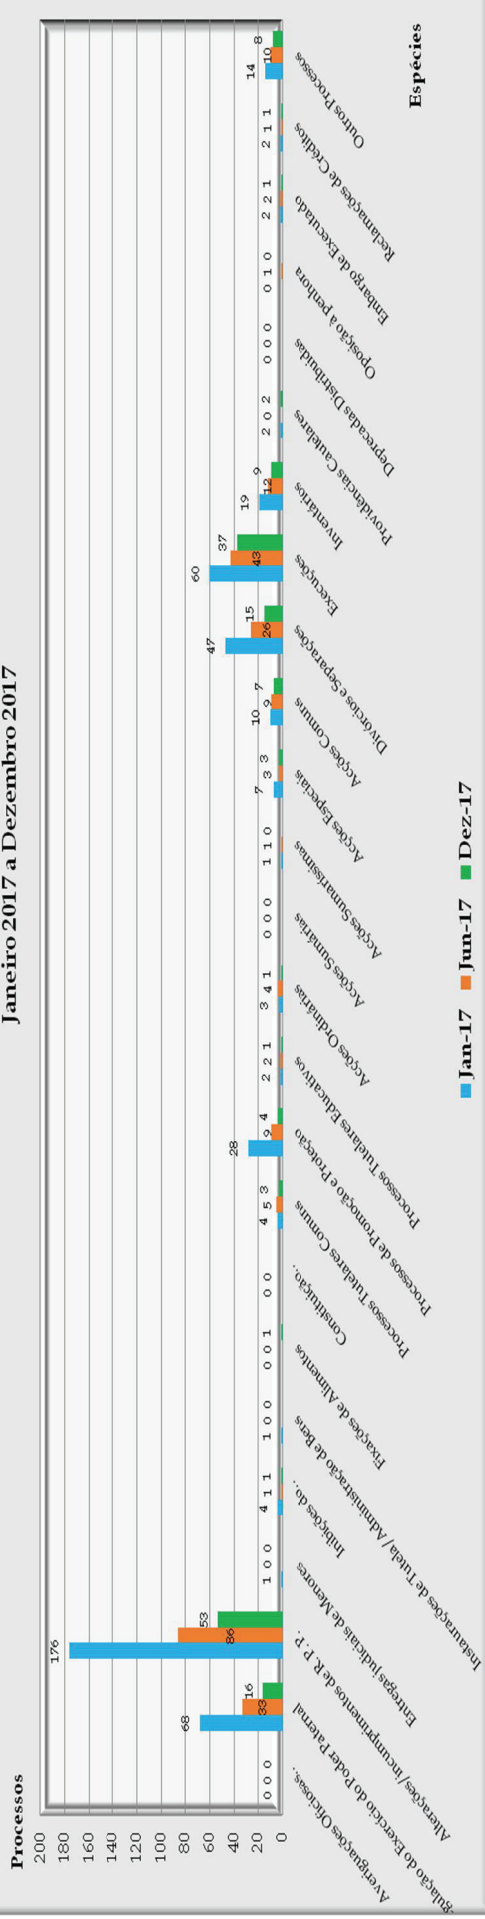 Janeiro 2017 a Dezembro 2017
Processos
200
180
160
140
120
100
80
60
40
20
0
0 0 0
68 33 16
176 86 53
1 0 0
4 1 1
1 0 0
0 0 1
0 0
4 5 3
28 9 4
2 2 1
3 4 1
0 0 0
1 1 0
7 3 3
10 9 7
47 26 15
60 43 37
19 12 9
2 0 2
0 0 0
0 1 0
2 2 1
2 1 1
14 10 8
Averiguações Oficiosas..
gulação do Exercício do Poder Paternal
Alterações/incumprimentos de R. P. P.
Entregas judiciais de Menores
Inibições do..
Instaurações de Tutela/Administração de Bens
Fixações de Alimentos
Constituição..
Processos Tutelares Comuns
Processos de Promoção e Proteção
Processos Tutelares Educativos
Acções Ordinárias
Acções Sumárias
Acções Sumaríssimas
Acções Especiais
Acções Comuns
Divórcios e Separações
Execuções
Inventários
Providências Cautelares
Deprecadas Distribuidas
Oposição à penhora
Embargo de Executado
Reclamações de Créditos
Outros Processos
Espécies
Jan-17 Jun-17 Dez-17